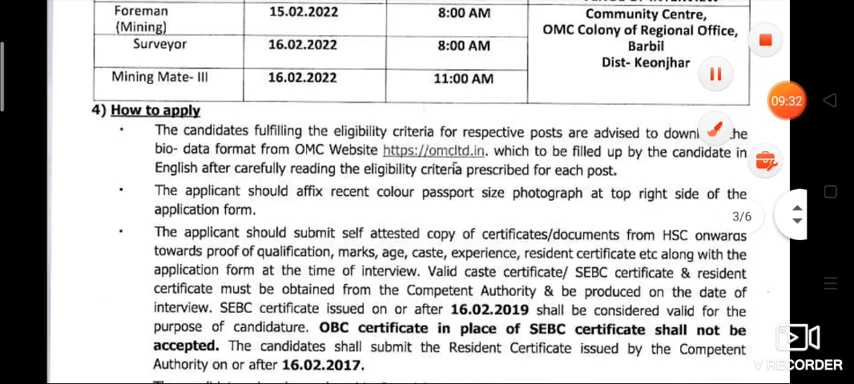 Foreman 15.02.2022 8:00 AM Community Centre,
(Mining) OMC Colony of Regional Office,
Surveyor 16.02.2022 8:00 AM Barbil
Dist- Keonjhar
Mining Mate- III 16.02.2022 11:00 AM
09:32
4) How to apply
• The candidates fulfilling the eligibility criteria for respective posts are advised to the
bio- data format from OMC Website https://omcltd.in. which to be filled up by the candidate in
English after carefully reading the eligibility criteria prescribed for each post.
• The applicant should affix recent colour passport size photograph at top right side of the
application form.
3/6
• The applicant should submit self attested copy of certificates/documents from HSC onwards
towards proof of qualification, marks, age, caste, experience, resident certificate etc along with the
application form at the time of interview. Valid caste certificate/ SEBC certificate & resident
certificate must be obtained from the Competent Authority & be produced on the date of
interview. SEBC certificate issued on or after 16.02.2019 shall be considered valid for the
purpose of candidature. OBC certificate in place of SEBC certificate shall not be
accepted. The candidates shall submit the Resident Certificate issued by the Competent
Authority on or after 16.02.2017.
V RECORDER